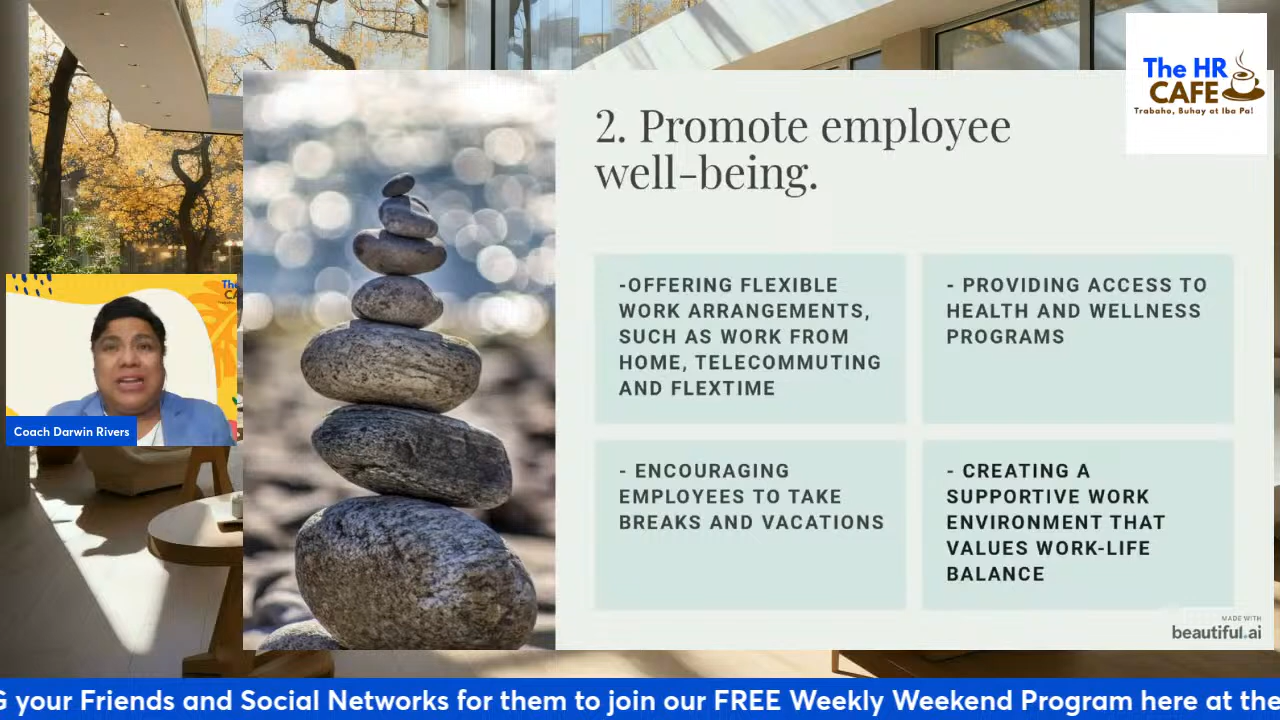 The HR
CAFE
Trabaho, Buhay at Iba Pa!
2. Promote employee
well-being.
-OFFERING FLEXIBLE
WORK ARRANGEMENTS,
SUCH AS WORK FROM
HOME, TELECOMMUTING
AND FLEXTIME
- PROVIDING ACCESS TO
HEALTH AND WELLNESS
PROGRAMS
- ENCOURAGING
EMPLOYEES TO TAKE
BREAKS AND VACATIONS
- CREATING A
SUPPORTIVE WORK
ENVIRONMENT THAT
VALUES WORK-LIFE
BALANCE
The
CA
Coach Darwin Rivers
MADE WITH
beautiful.ai
G your Friends and Social Networks for them to join our FREE Weekly Weekend Program here at the